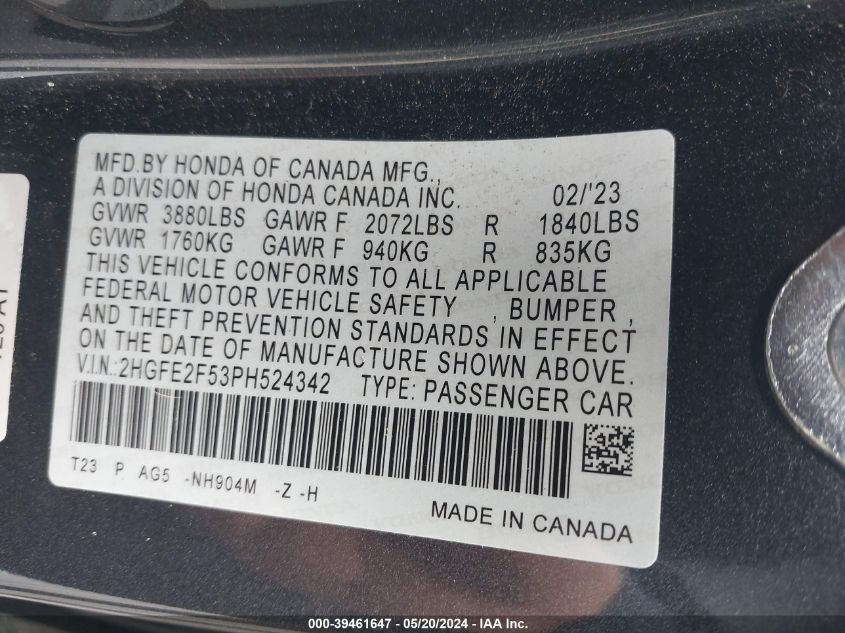 MFD.BY HONDA OF CANADA MFG.,
A DIVISION OF HONDA CANADA INC. 02/'23
GVWR 3880LBS GAWR F 2072LBS R 1840LBS
GVWR 1760KG GAWR F 940KG R 835KG
THIS VEHICLE CONFORMS TO ALL APPLICABLE
FEDERAL MOTOR VEHICLE SAFETY , BUMPER ,
AND THEFT PREVENTION STANDARDS IN EFFECT
ON THE DATE OF MANUFACTURE SHOWN ABOVE.
V.I.N.:2HGFE2F53PH524342 TYPE: PASSENGER CAR
T23 P AG5 -NH904M -Z -H
MADE IN CANADA
000-39461647 - 05/20/2024 - IAA Inc.